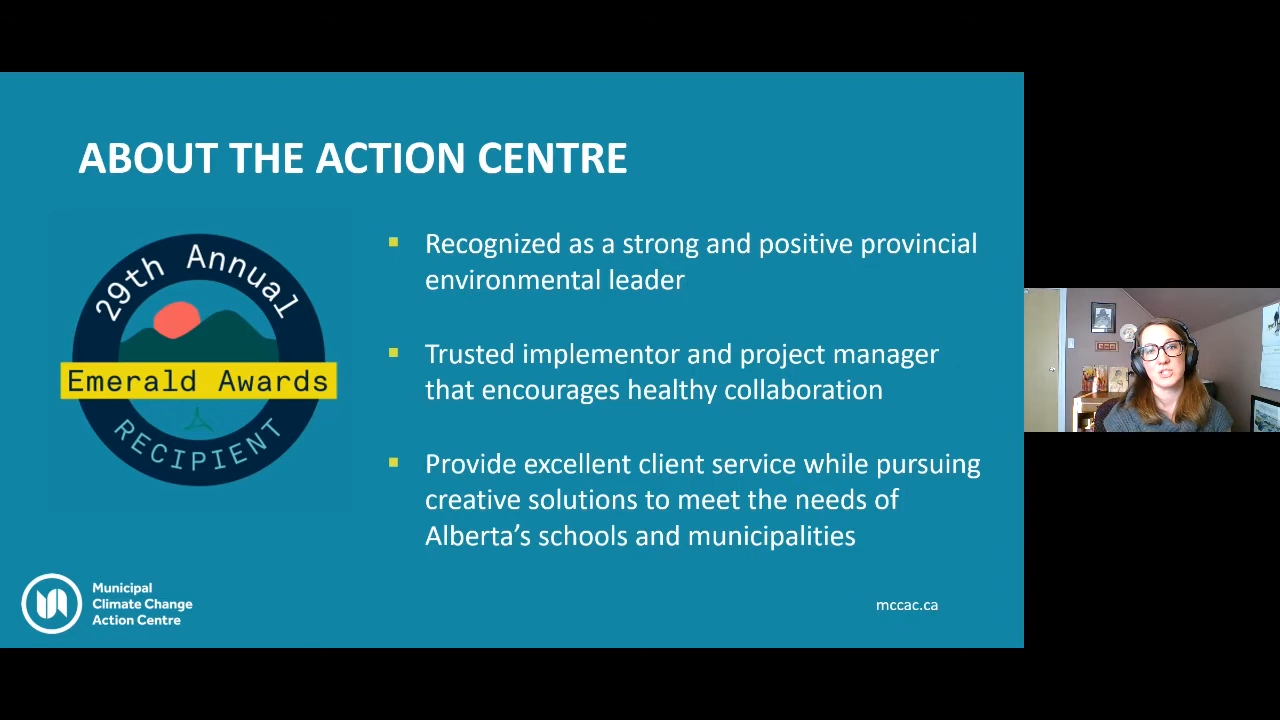 ABOUT THE ACTION CENTRE
29th Annual
Emerald Awards
RECIPIENT
Recognized as a strong and positive provincial
environmental leader
Trusted implementor and project manager
that encourages healthy collaboration
Provide excellent client service while pursuing
creative solutions to meet the needs of
Alberta’s schools and municipalities
Municipal
Climate Change
Action Centre
mccac.ca